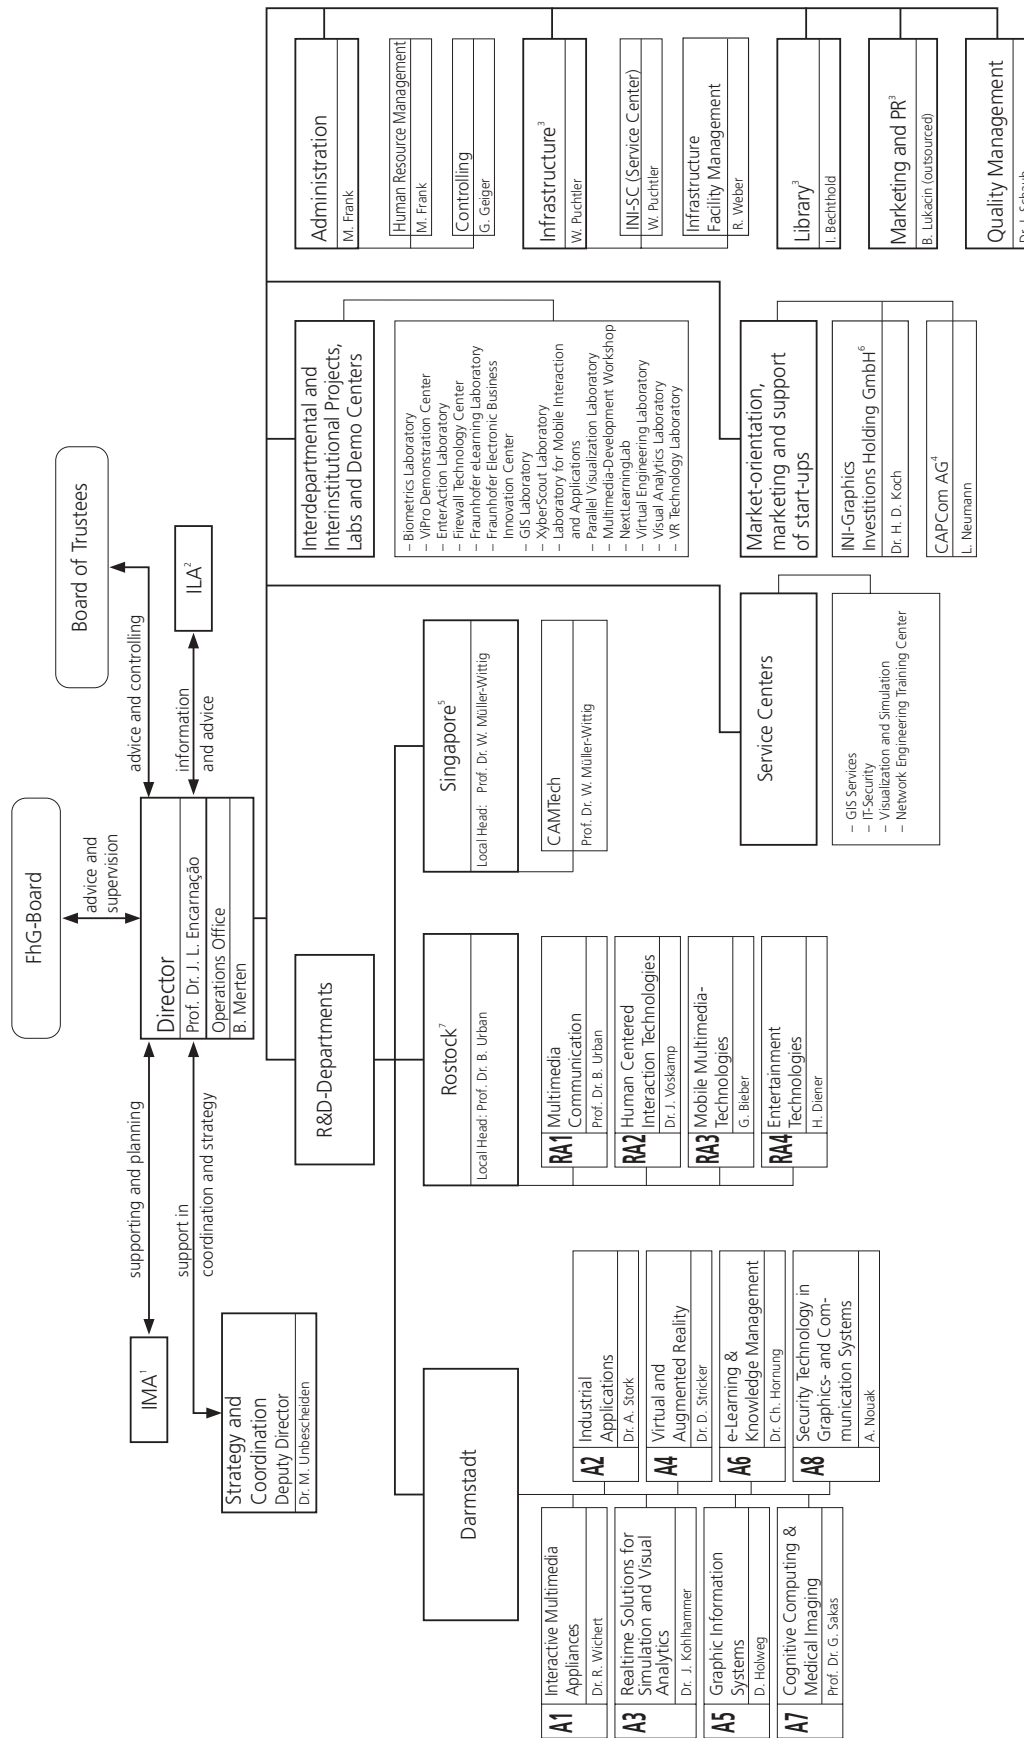 FhG-Board
advice and
supervision
Board of Trustees
advice and controlling
ILA²
information
and advice
IMA¹
supporting and planning
support in
coordination and strategy
Strategy and
Coordination
Deputy Director
Dr. M. Unbescheiden
Director
Prof. Dr. J. L. Encarnação
Operations Office
B. Merten
R&D-Departments
Darmstadt
A1
Interactive Multimedia
Appliances
Dr. R. Wichert
A2
Industrial
Applications
Dr. A. Stork
A3
Realtime Solutions for
Simulation and Visual
Analytics
Dr. J. Kohlhammer
A4
Virtual and
Augmented Reality
Dr. D. Stricker
A5
Graphic Information
Systems
D. Holweg
A6
e-Learning &
Knowledge Management
Dr. Ch. Hornung
A7
Cognitive Computing &
Medical Imaging
Prof. Dr. G. Sakas
A8
Security Technology in
Graphics- and Com-
munication Systems
A. Nouak
Rostock⁷
Local Head: Prof. Dr. B. Urban
RA1
Multimedia
Communication
Prof. Dr. B. Urban
RA2
Human Centered
Interaction Technologies
Dr. J. Voskamp
RA3
Mobile Multimedia-
Technologies
G. Bieber
RA4
Entertainment
Technologies
H. Diener
Singapore⁵
Local Head: Prof. Dr. W. Müller-Wittig
CAMTech
Prof. Dr. W. Müller-Wittig
Service Centers
– GIS Services
– IT-Security
– Visualization and Simulation
– Network Engineering Training Center
Interdepartmental and
Interinstitutional Projects,
Labs and Demo Centers
– Biometrics Laboratory
– ViPro Demonstration Center
– EnterAction Laboratory
– Firewall Technology Center
– Fraunhofer eLearning Laboratory
– Fraunhofer Electronic Business
Innovation Center
– GIS Laboratory
– XyberScout Laboratory
– Laboratory for Mobile Interaction
and Applications
– Parallel Visualization Laboratory
– Multimedia-Development Workshop
– NextLearningLab
– Virtual Engineering Laboratory
– Visual Analytics Laboratory
– VR Technology Laboratory
Market-orientation,
marketing and support
of start-ups
INI-Graphics
Investitions Holding GmbH⁶
Dr. H. D. Koch
CAPCom AG⁴
L. Neumann
Administration
M. Frank
Human Resource Management
M. Frank
Controlling
G. Geiger
Infrastructure³
W. Puchtler
INI-SC (Service Center)
W. Puchtler
Infrastructure
Facility Management
R. Weber
Library³
I. Bechthold
Marketing and PR³
B. Lukacin (outsourced)
Quality Management